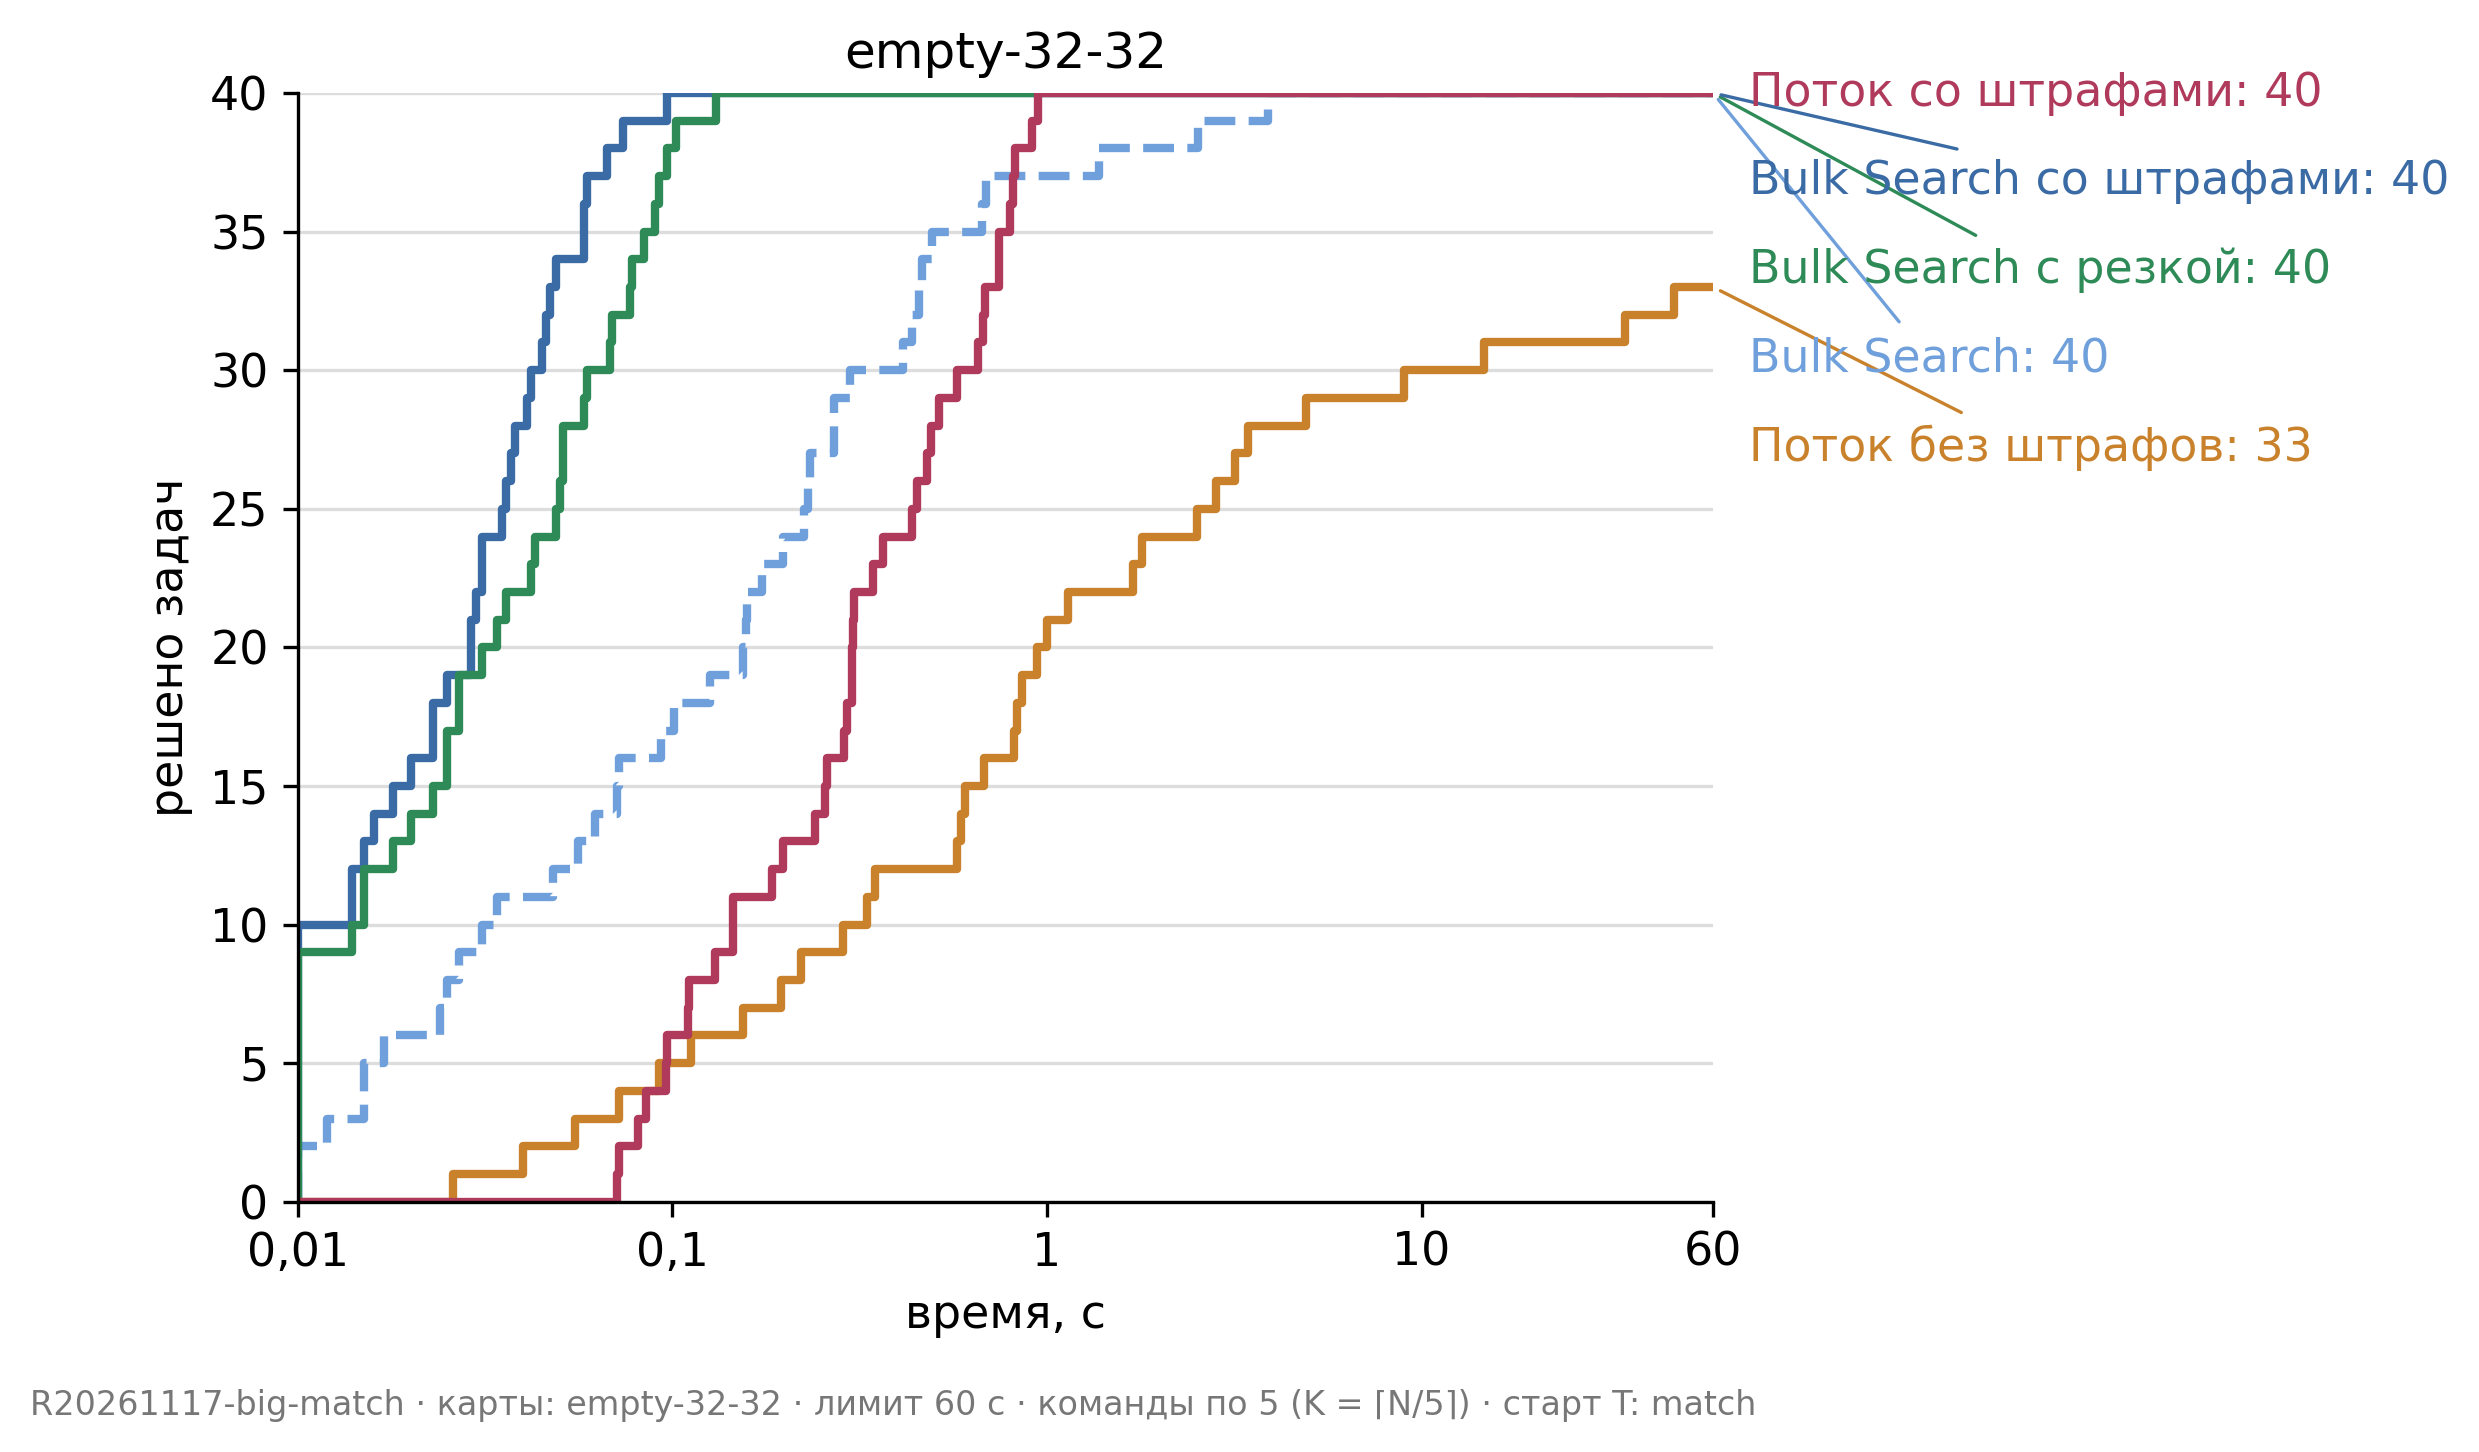 empty-32-32
40
35
30
25
20
15
10
5
0
решено задач
0,01
0,1
1
10
60
время, с
Поток со штрафами: 40
Bulk Search со штрафами: 40
Bulk Search с резкой: 40
Bulk Search: 40
Поток без штрафов: 33
R20261117-big-match · карты: empty-32-32 · лимит 60 с · команды по 5 (K = ⌈N/5⌉) · старт T: match